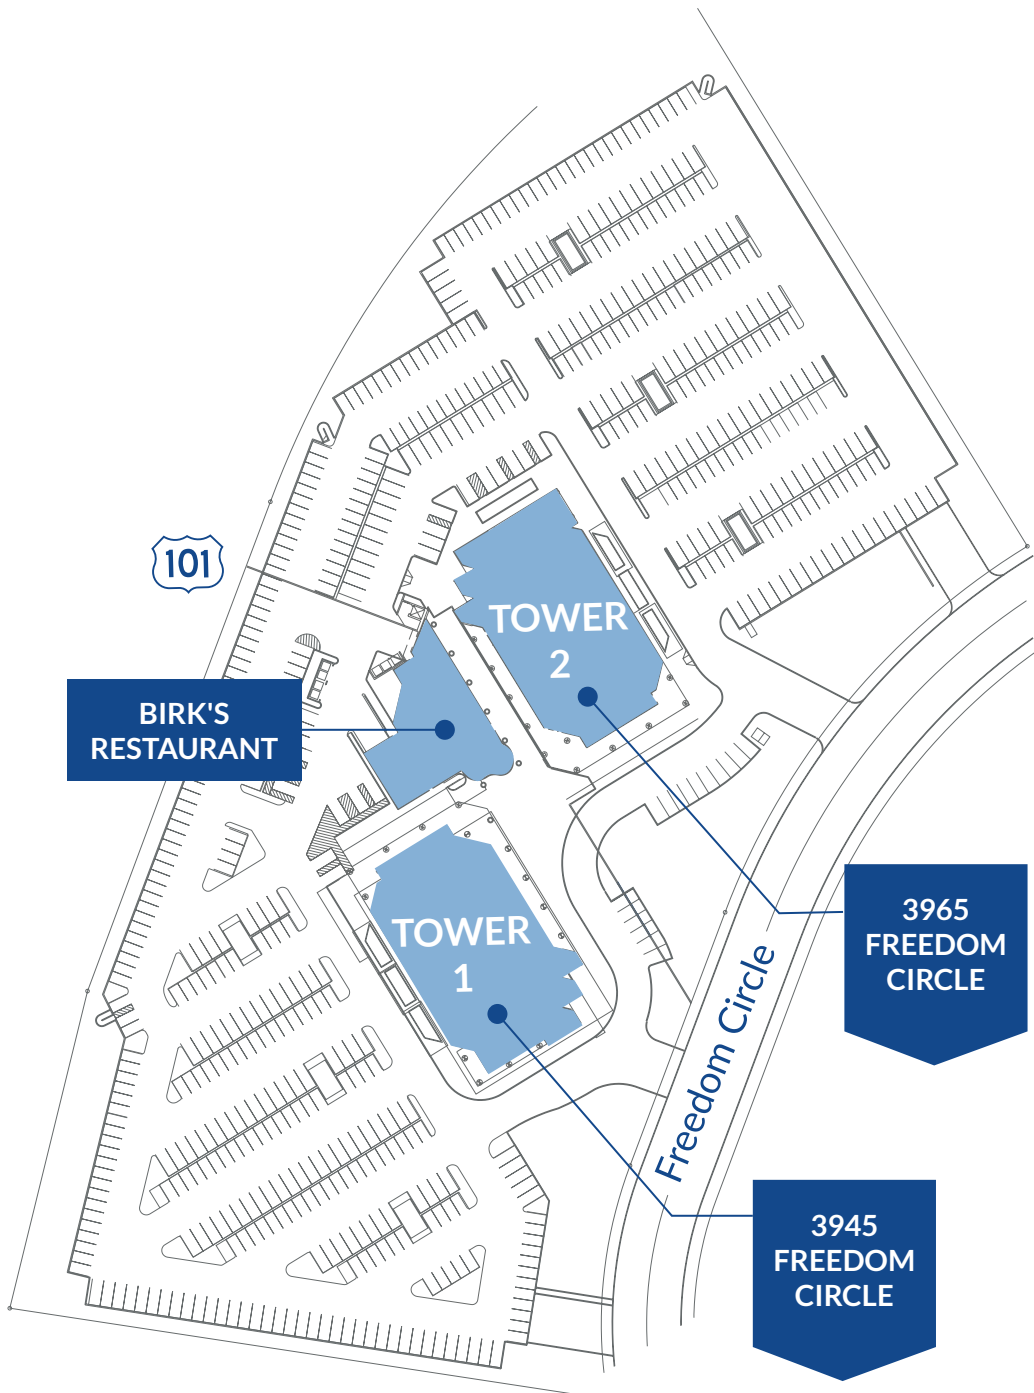 101
TOWER
2
BIRK'S
RESTAURANT
3965
FREEDOM
CIRCLE
TOWER
1
Freedom Circle
3945
FREEDOM
CIRCLE